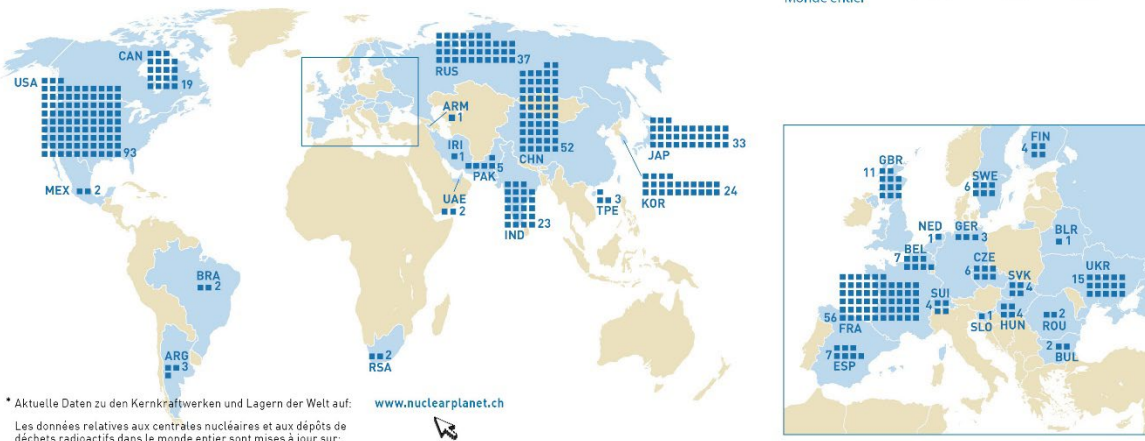 CAN
19
USA
93
MEX 2
BRA
2
ARG
3
RUS
37
ARM
1
IRI
1
PAK
5
UAE
2
IND
23
CHN
52
JAP
33
KOR
24
TPE
3
RSA
2
GBR
11
FIN
4
SWE
6
NED
1
GER
3
BEL
7
BLR
1
CZE
6
UKR
15
SVK
4
SUI
4
56
FRA
SLO
1
HUN
4
ROU
2
BUL
2
ESP
7
* Aktuelle Daten zu den Kernkraftwerken und Lagern der Welt auf: www.nuclearplanet.ch
Les données relatives aux centrales nucléaires et aux dépôts de
déchets radioactifs dans le monde entier sont mises à jour sur: